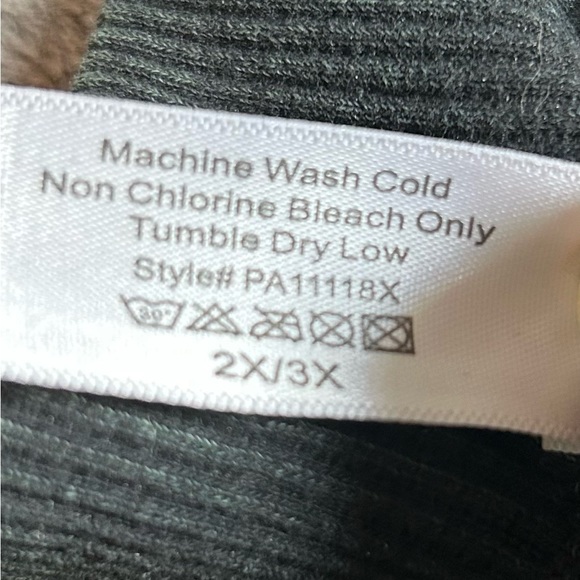 Machine Wash Cold
Non Chlorine Bleach Only
Tumble Dry Low
Style# PA11118X
30°
2X/3X